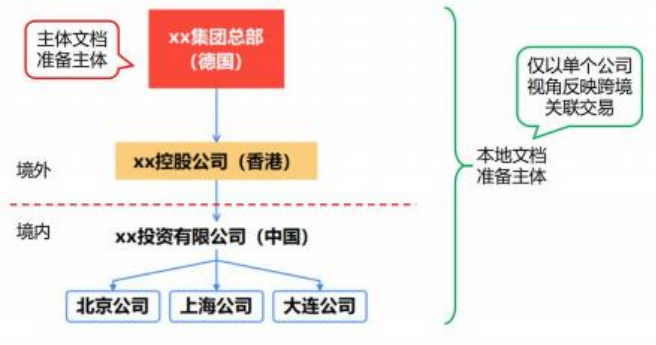 主体文档
准备主体
xx集团总部
（德国）
仅以单个公司
视角反映跨境
关联交易
境外
xx控股公司（香港）
本地文档
准备主体
境内
xx投资有限公司（中国）
北京公司
上海公司
大连公司